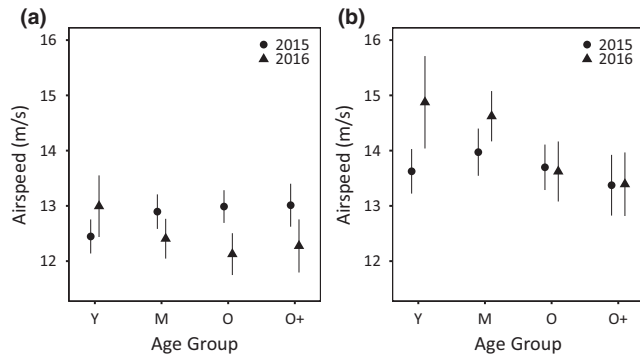 (a)
2015
2016
16
15
14
13
12
Airspeed (m/s)
Y M O O+
Age Group
(b)
2015
2016
16
15
14
13
12
Airspeed (m/s)
Y M O O+
Age Group